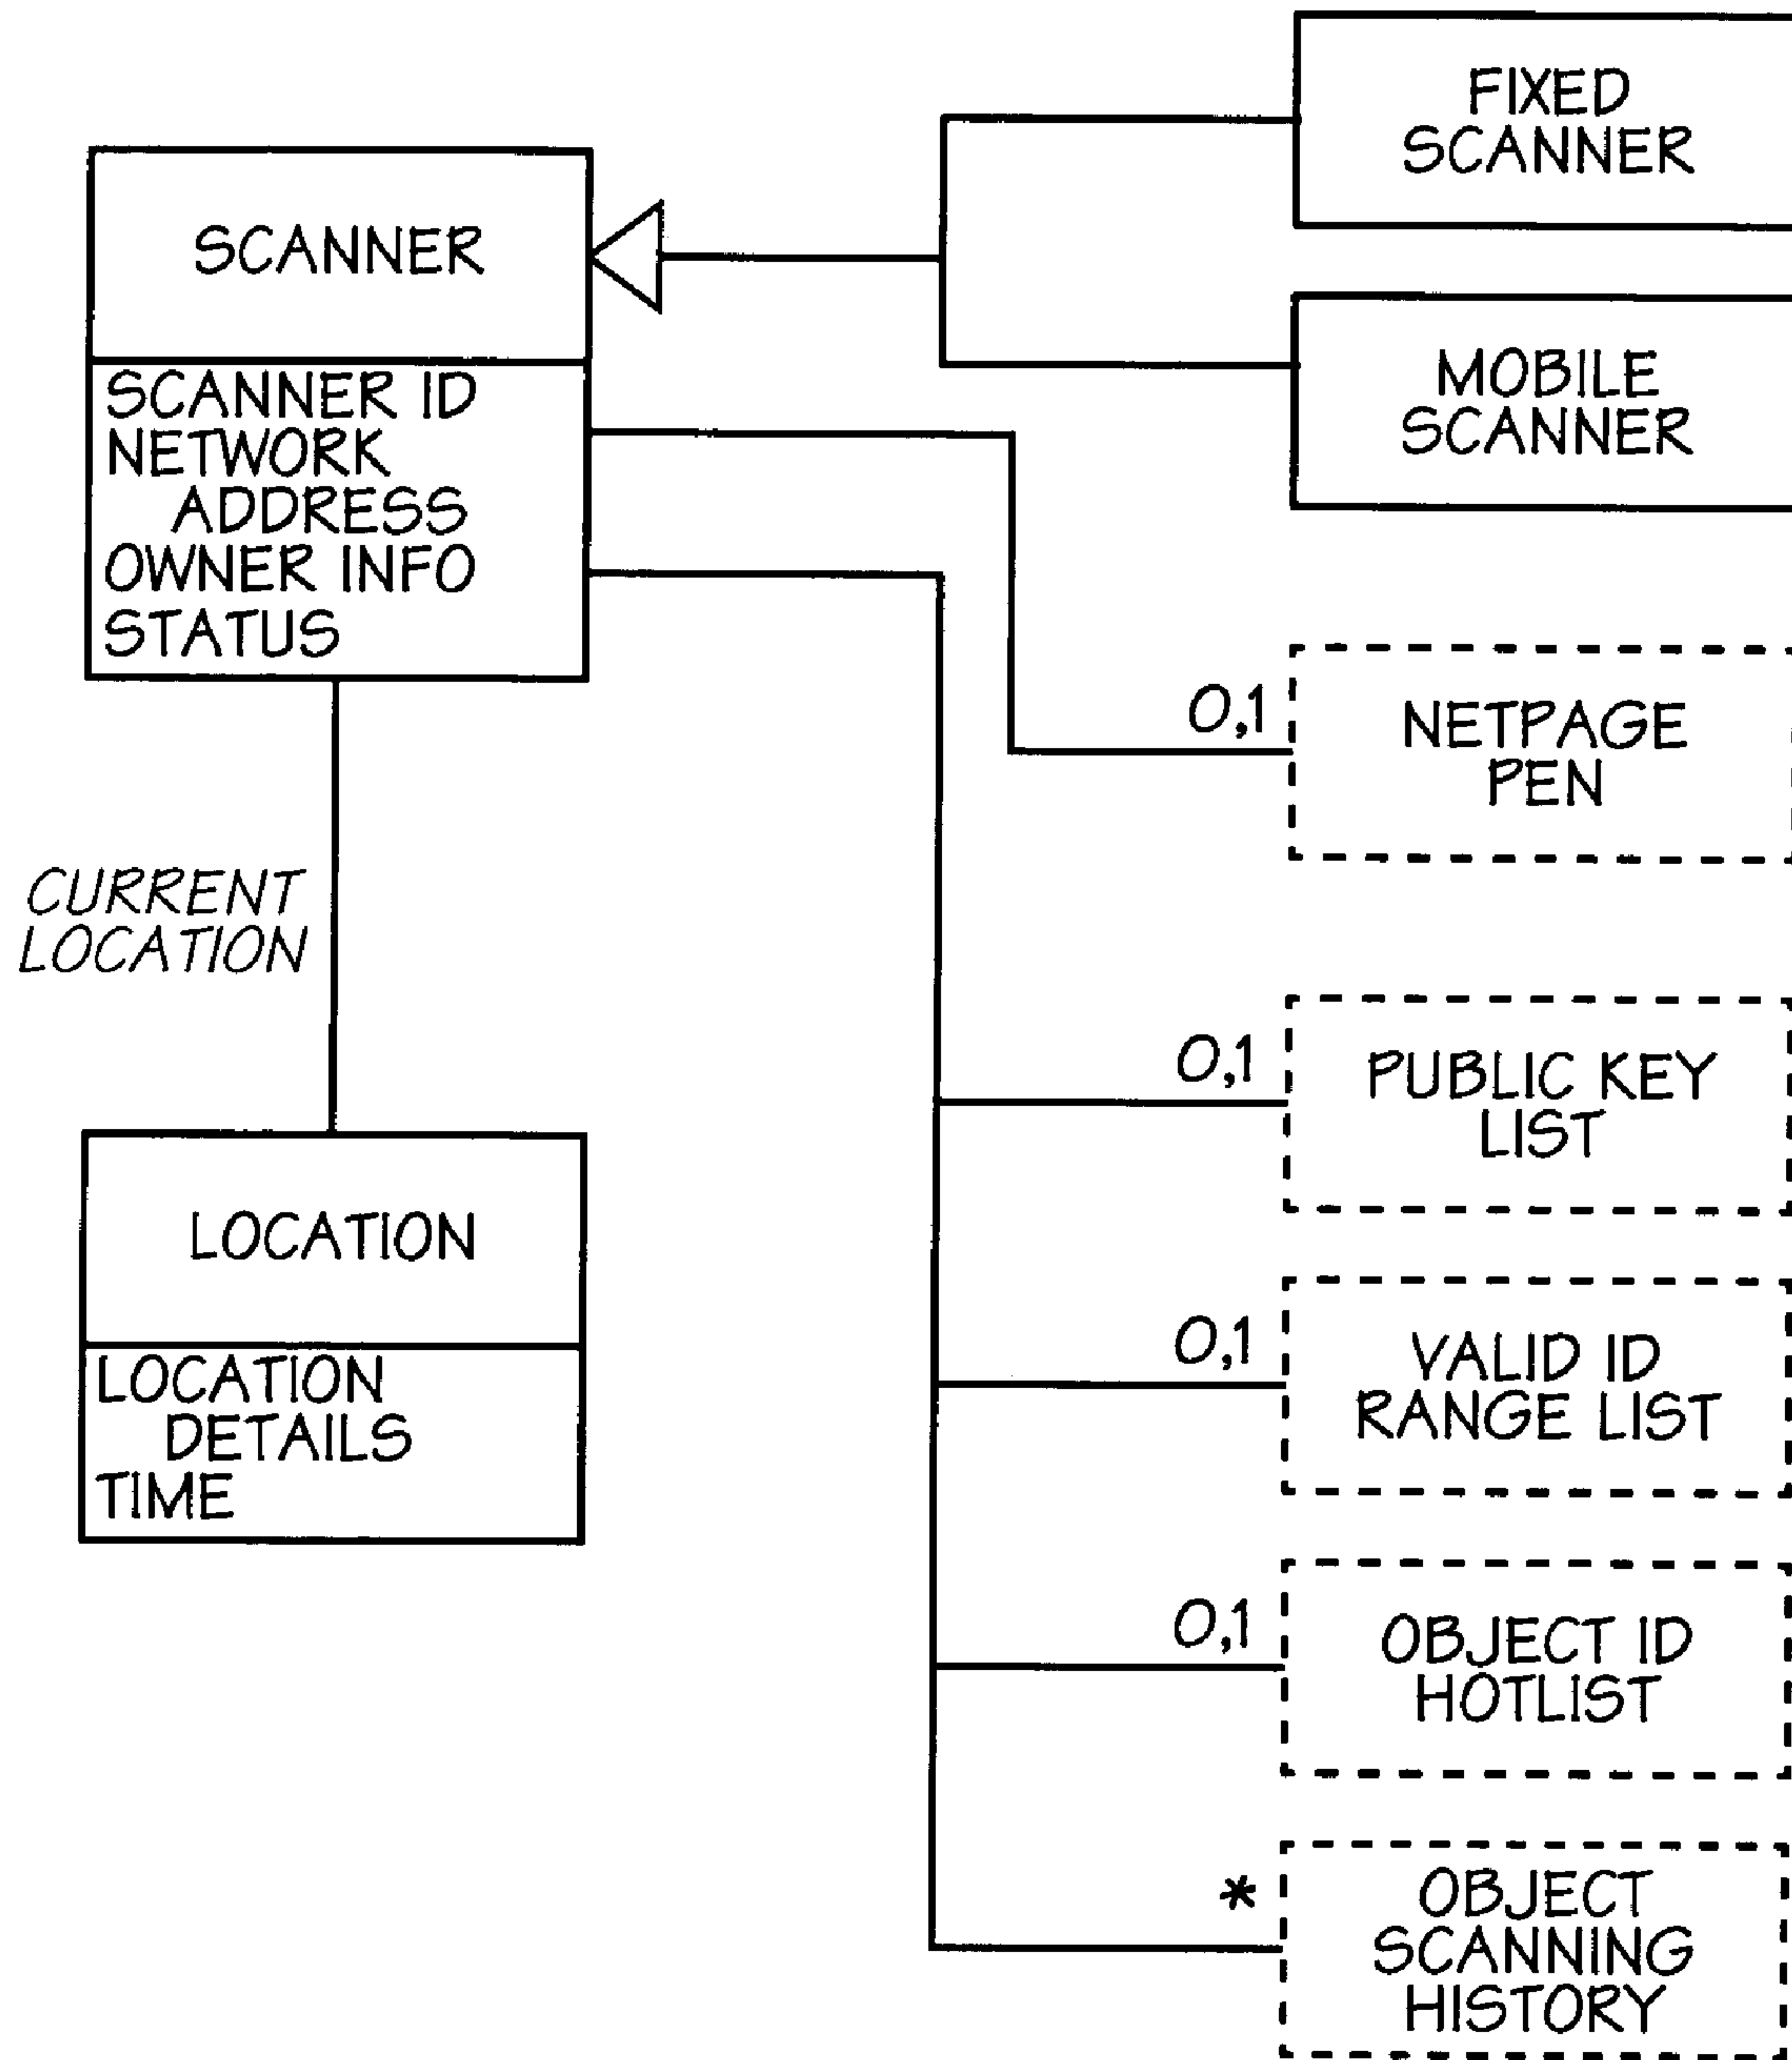 FIXED
SCANNER
SCANNER
SCANNER ID
NETWORK
ADDRESS
OWNER INFO
STATUS
MOBILE
SCANNER
0,1
NETPAGE
PEN
CURRENT
LOCATION
0,1
PUBLIC KEY
LIST
LOCATION
LOCATION
DETAILS
TIME
0,1
VALID ID
RANGE LIST
0,1
OBJECT ID
HOTLIST
*
OBJECT
SCANNING
HISTORY